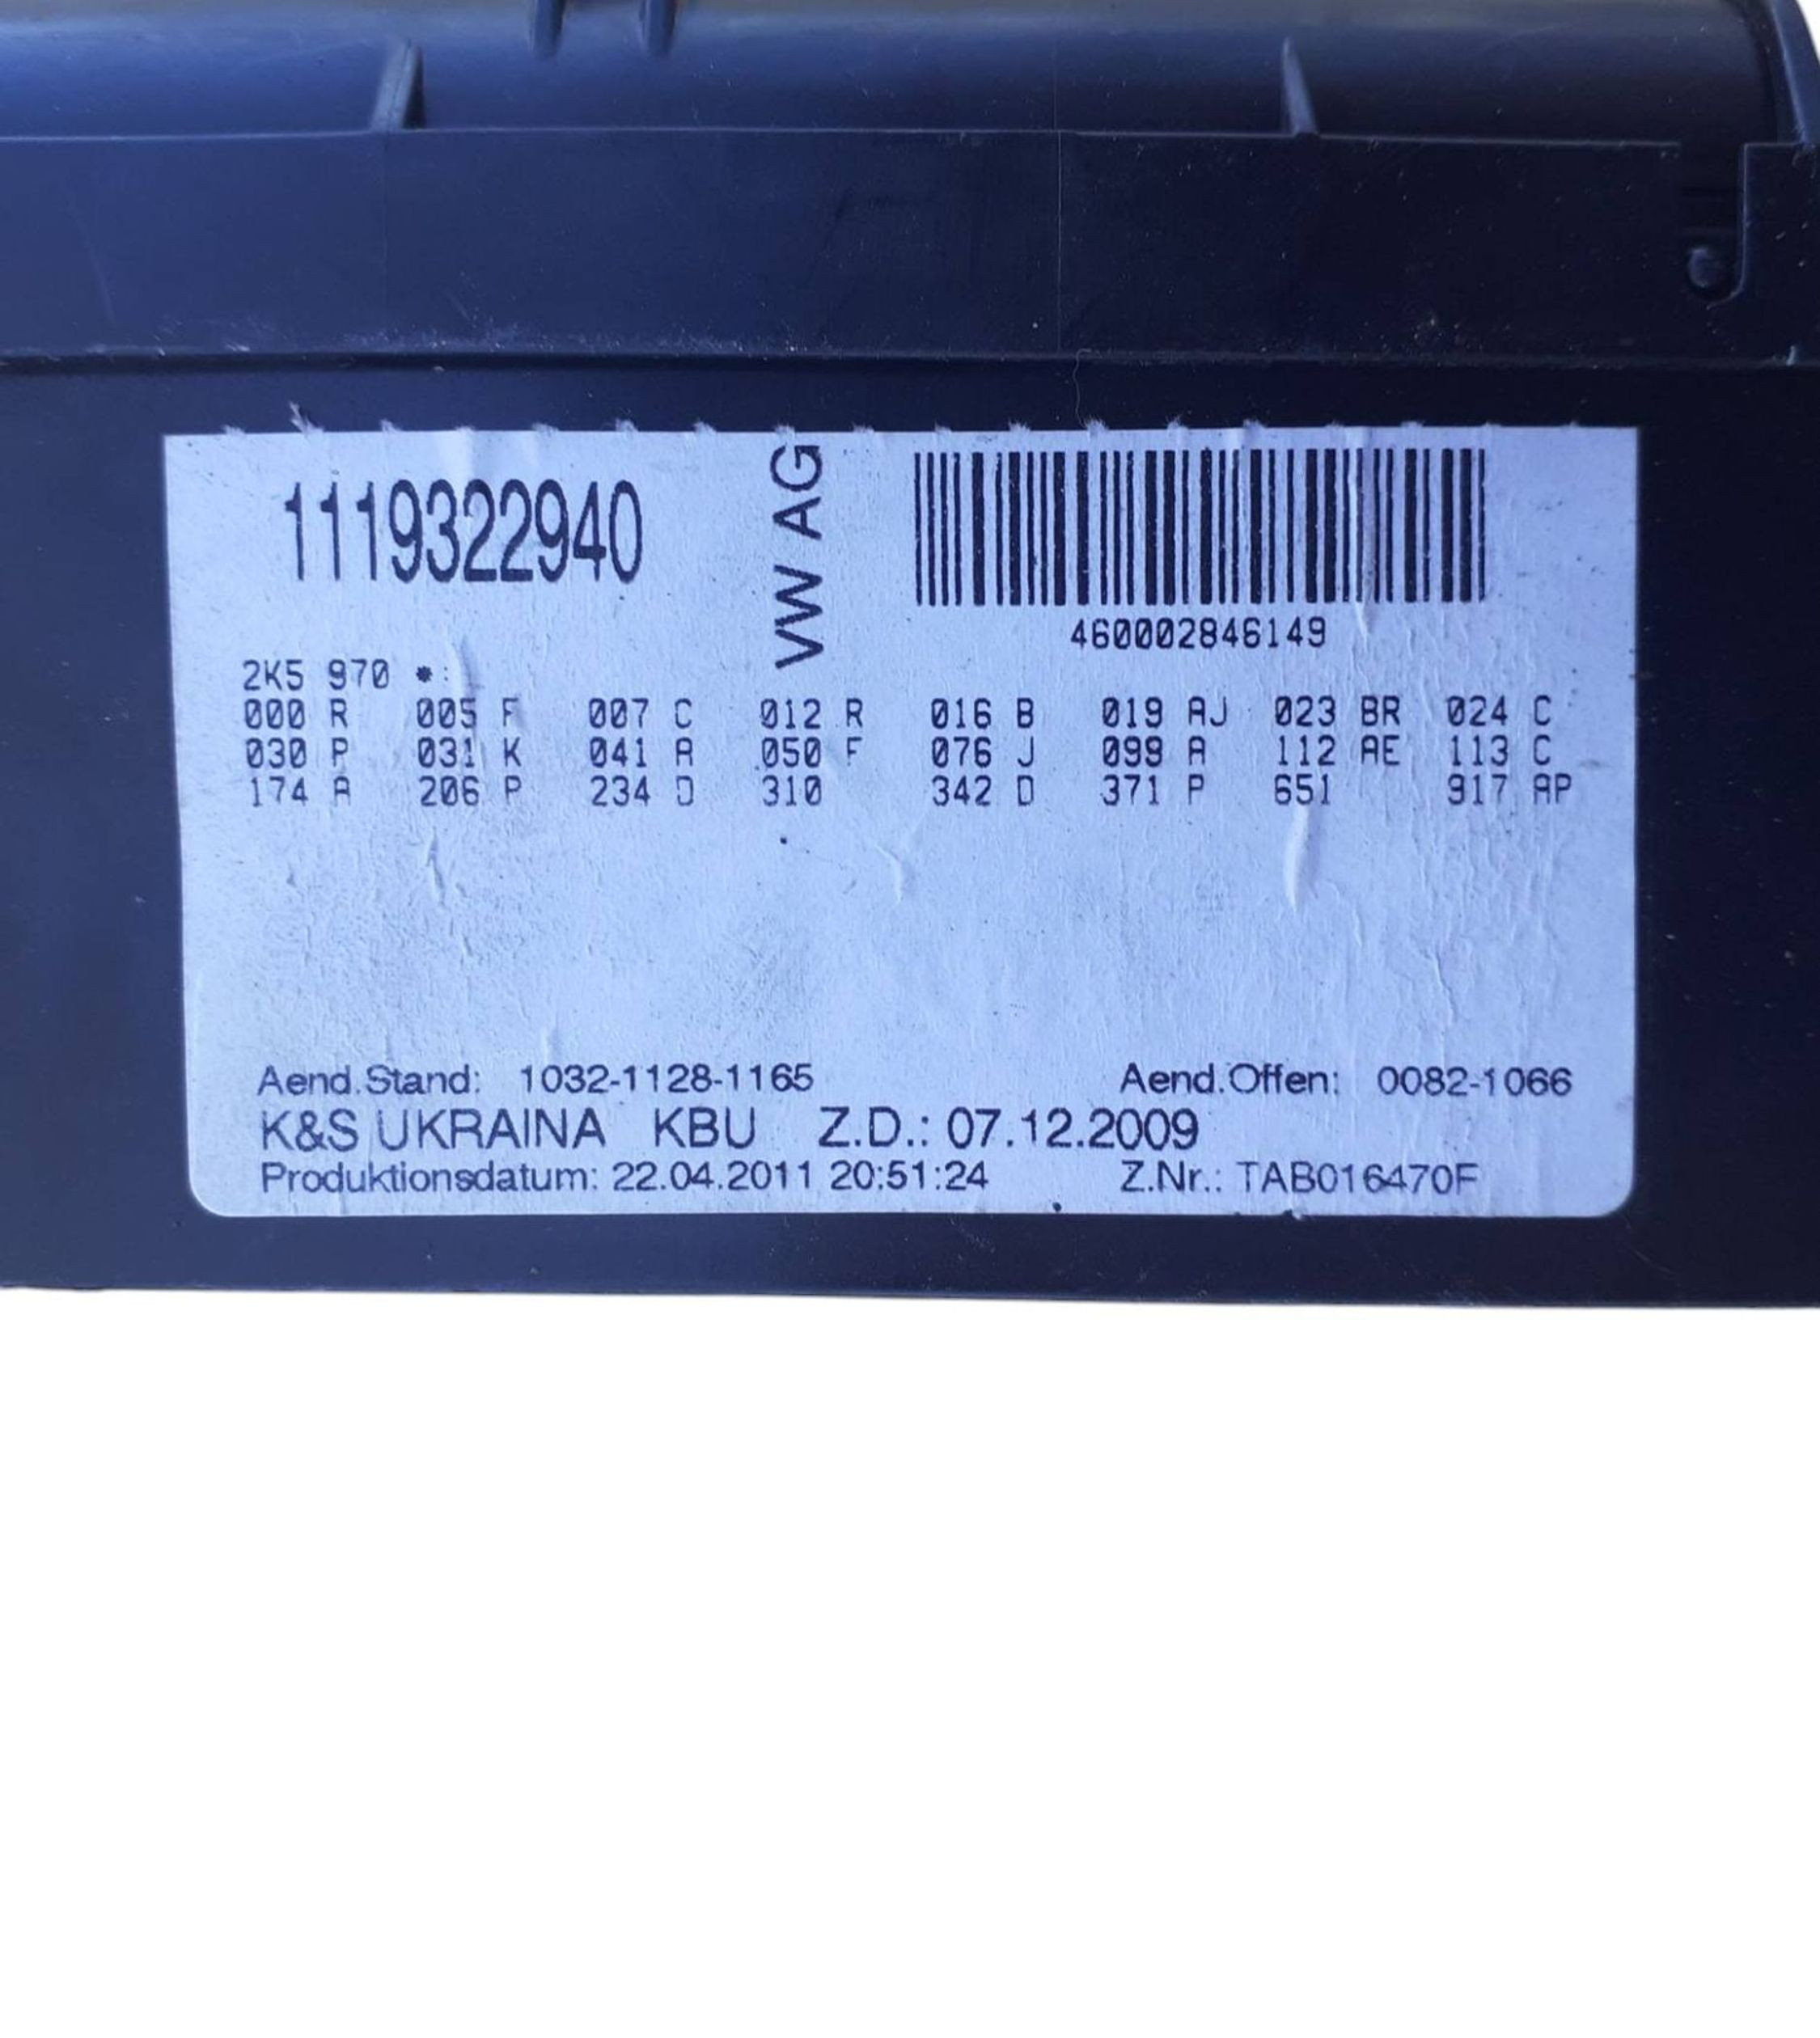 1119322940
VW AG
460002846149
2K5 970 *:
000 R 005 F 007 C 012 R 016 B 019 AJ 023 BR 024 C
030 P 031 K 041 A 050 F 076 J 099 A 112 AE 113 C
174 A 206 P 234 D 310 342 D 371 P 651 917 AP
Aend.Stand: 1032-1128-1165 Aend.Offen: 0082-1066
K&S UKRAINA KBU Z.D.: 07.12.2009
Produktionsdatum: 22.04.2011 20:51:24 Z.Nr.: TAB016470F